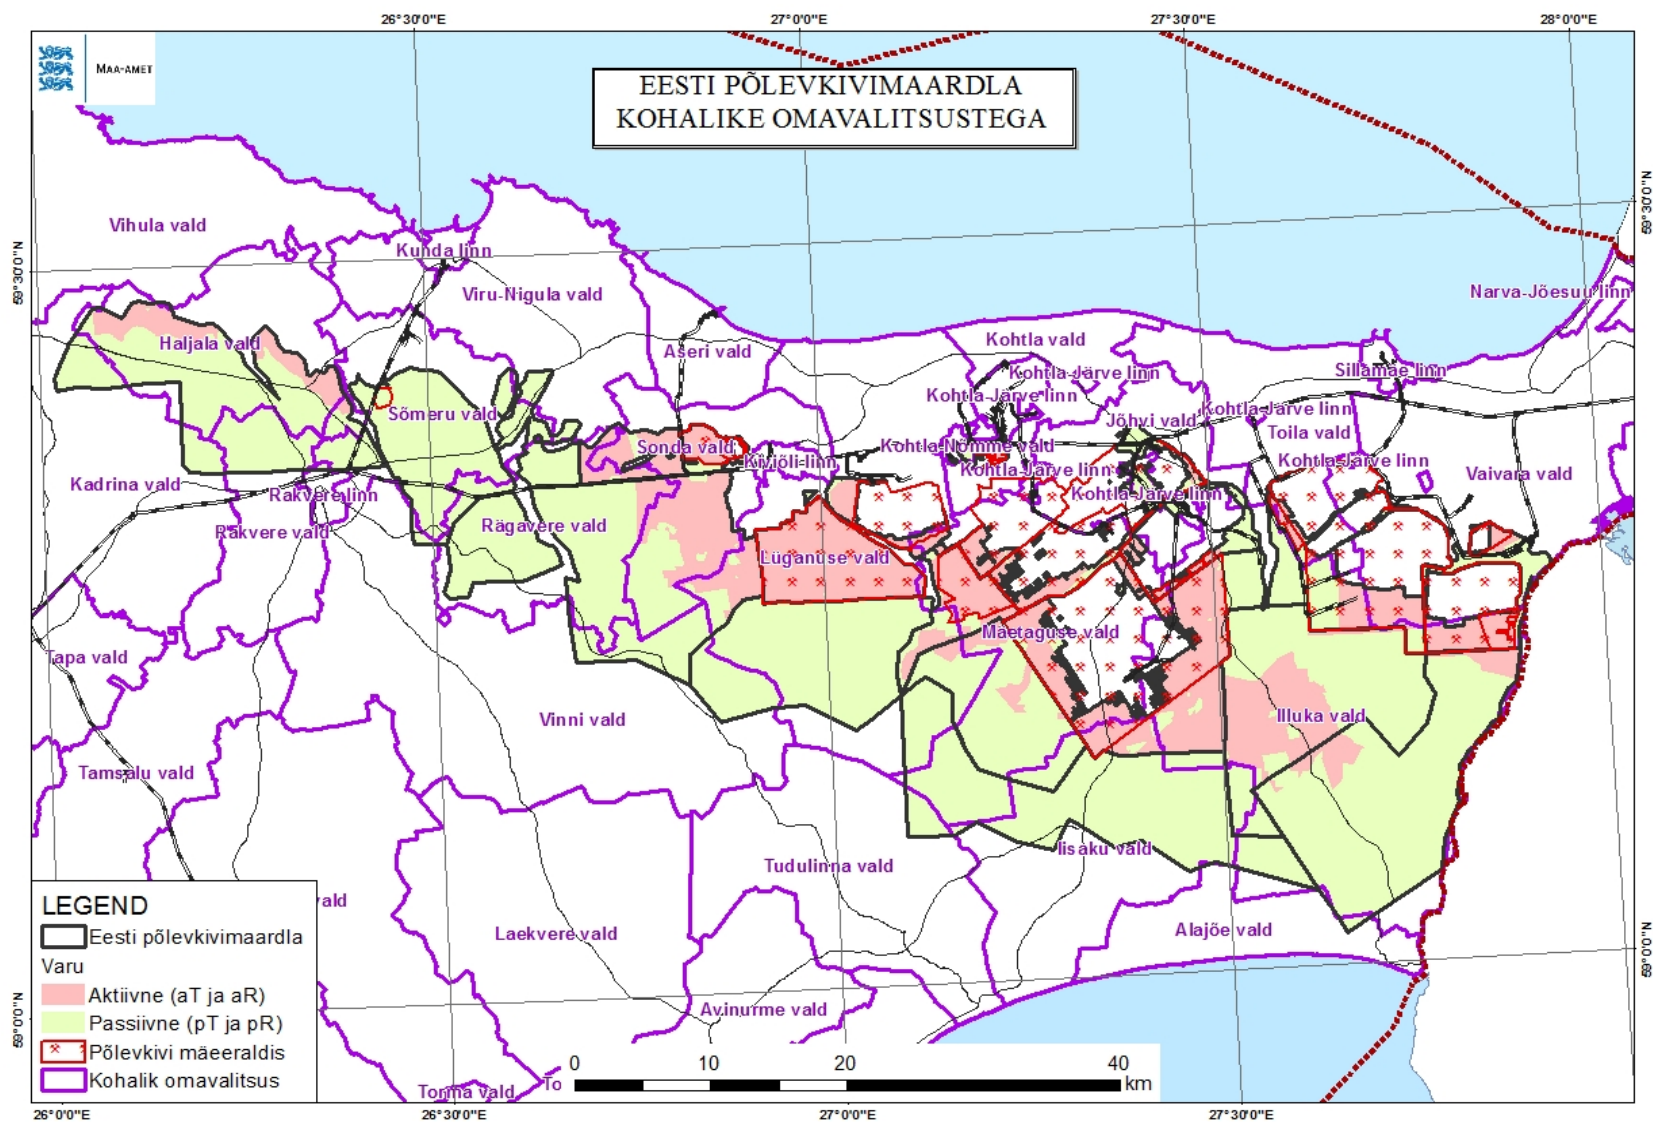 26°30'0"E
27°0'0"E
27°30'0"E
28°0'0"E
MAA-AMET
EESTI PÕLEVKIVIMAARDLA
KOHALIKE OMAVALITSUSTEGA
59°30'0"N
59°30'0"N
Vihula vald
Kunda linn
Viru-Nigula vald
Narva-Jõesuu linn
Haljala vald
Aseri vald
Kohtla vald
Kohtla-Järve linn
Sillamäe linn
Kohtla-Järve linn
Sõmeru vald
Jõhvi vald
Kohtla-Järve linn
Toila vald
Sonda vald
Kohtla-Nõmme vald
Kiviõli linn
Kohtla-Järve linn
Kohtla-Järve linn
Vaivara vald
Kadrina vald
Rakvere linn
Kohtla-Järve linn
Rakvere vald
Rägavere vald
Lüganuse vald
Mäetaguse vald
Tapa vald
Vinni vald
Illuka vald
Tamsalu vald
Iisaku vald
Tudulinna vald
vald
Laekvere vald
Alajõe vald
Avinurme vald
Torma vald
To
LEGEND
Eesti põlevkivimaardla
Varu
Aktiivne (aT ja aR)
Passiivne (pT ja pR)
Põlevkivi mäeeraldis
Kohalik omavalitsus
0 10 20 40
km
59°0'0"N
59°0'0"N
26°0'0"E
26°30'0"E
27°0'0"E
27°30'0"E